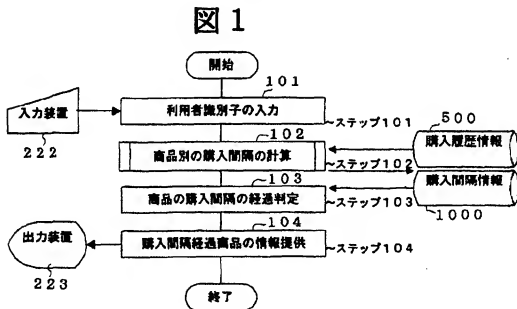 図1
開始
101
利用者識別子の入力
～ステップ101
入力装置
222
102
商品別の購入間隔の計算
～ステップ102
500
購入履歴情報
購入間隔情報
1000
103
商品の購入間隔の経過判定
～ステップ103
104
購入間隔経過商品の情報提供
～ステップ104
出力装置
223
終了